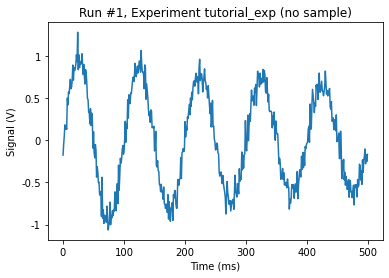 Run #1, Experiment tutorial_exp (no sample)
Signal (V)
1
0.5
0
-0.5
-1
0 100 200 300 400 500
Time (ms)